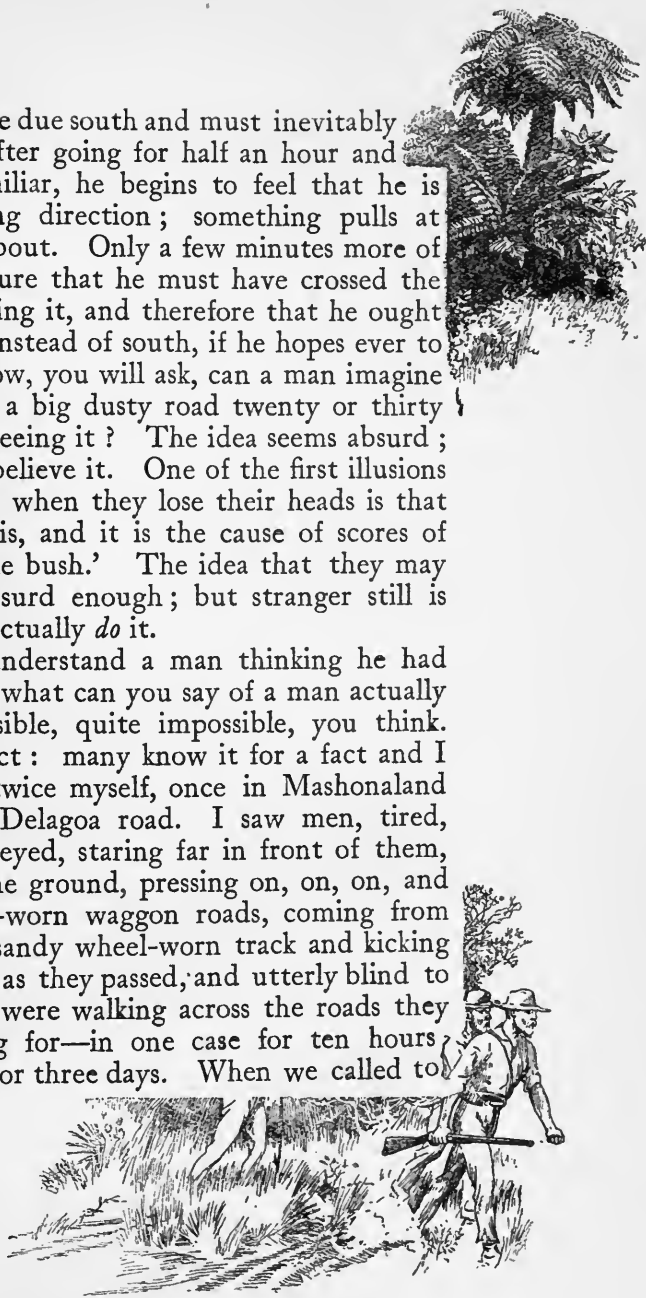 e due south and must inevitably
fter going for half an hour and
iliar, he begins to feel that he is
ng direction ; something pulls at
bout. Only a few minutes more of
ure that he must have crossed the
ing it, and therefore that he ought
nstead of south, if he hopes ever to
ow, you will ask, can a man imagine
a big dusty road twenty or thirty
eeing it ? The idea seems absurd ;
believe it. One of the first illusions
when they lose their heads is that
is, and it is the cause of scores of
e bush.’ The idea that they may
surd enough ; but stranger still is
ctually do it.
nderstand a man thinking he had
what can you say of a man actually
sible, quite impossible, you think.
ct : many know it for a fact and I
twice myself, once in Mashonaland
Delagoa road. I saw men, tired,
eyed, staring far in front of them,
he ground, pressing on, on, on, and
-worn waggon roads, coming from
sandy wheel-worn track and kicking
as they passed, and utterly blind to
were walking across the roads they
g for—in one case for ten hours
or three days. When we called to